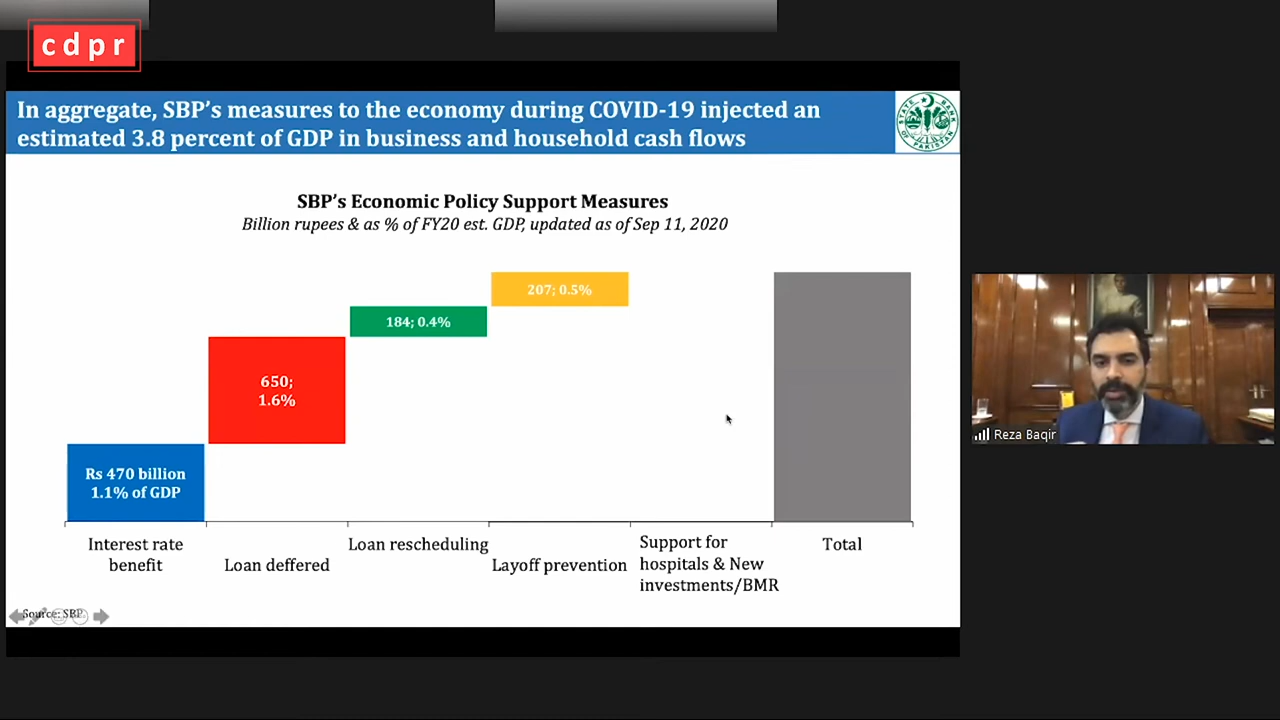 cdpr
In aggregate, SBP's measures to the economy during COVID-19 injected an
estimated 3.8 percent of GDP in business and household cash flows
STATE BANK OF PAKISTAN
SBP's Economic Policy Support Measures
Billion rupees & as % of FY20 est. GDP, updated as of Sep 11, 2020
207; 0.5%
184; 0.4%
650;
1.6%
Rs 470 billion
1.1% of GDP
Interest rate
benefit
Loan deffered
Loan rescheduling
Layoff prevention
Support for
hospitals & New
investments/BMR
Total
Source: SBP
Reza Baqir